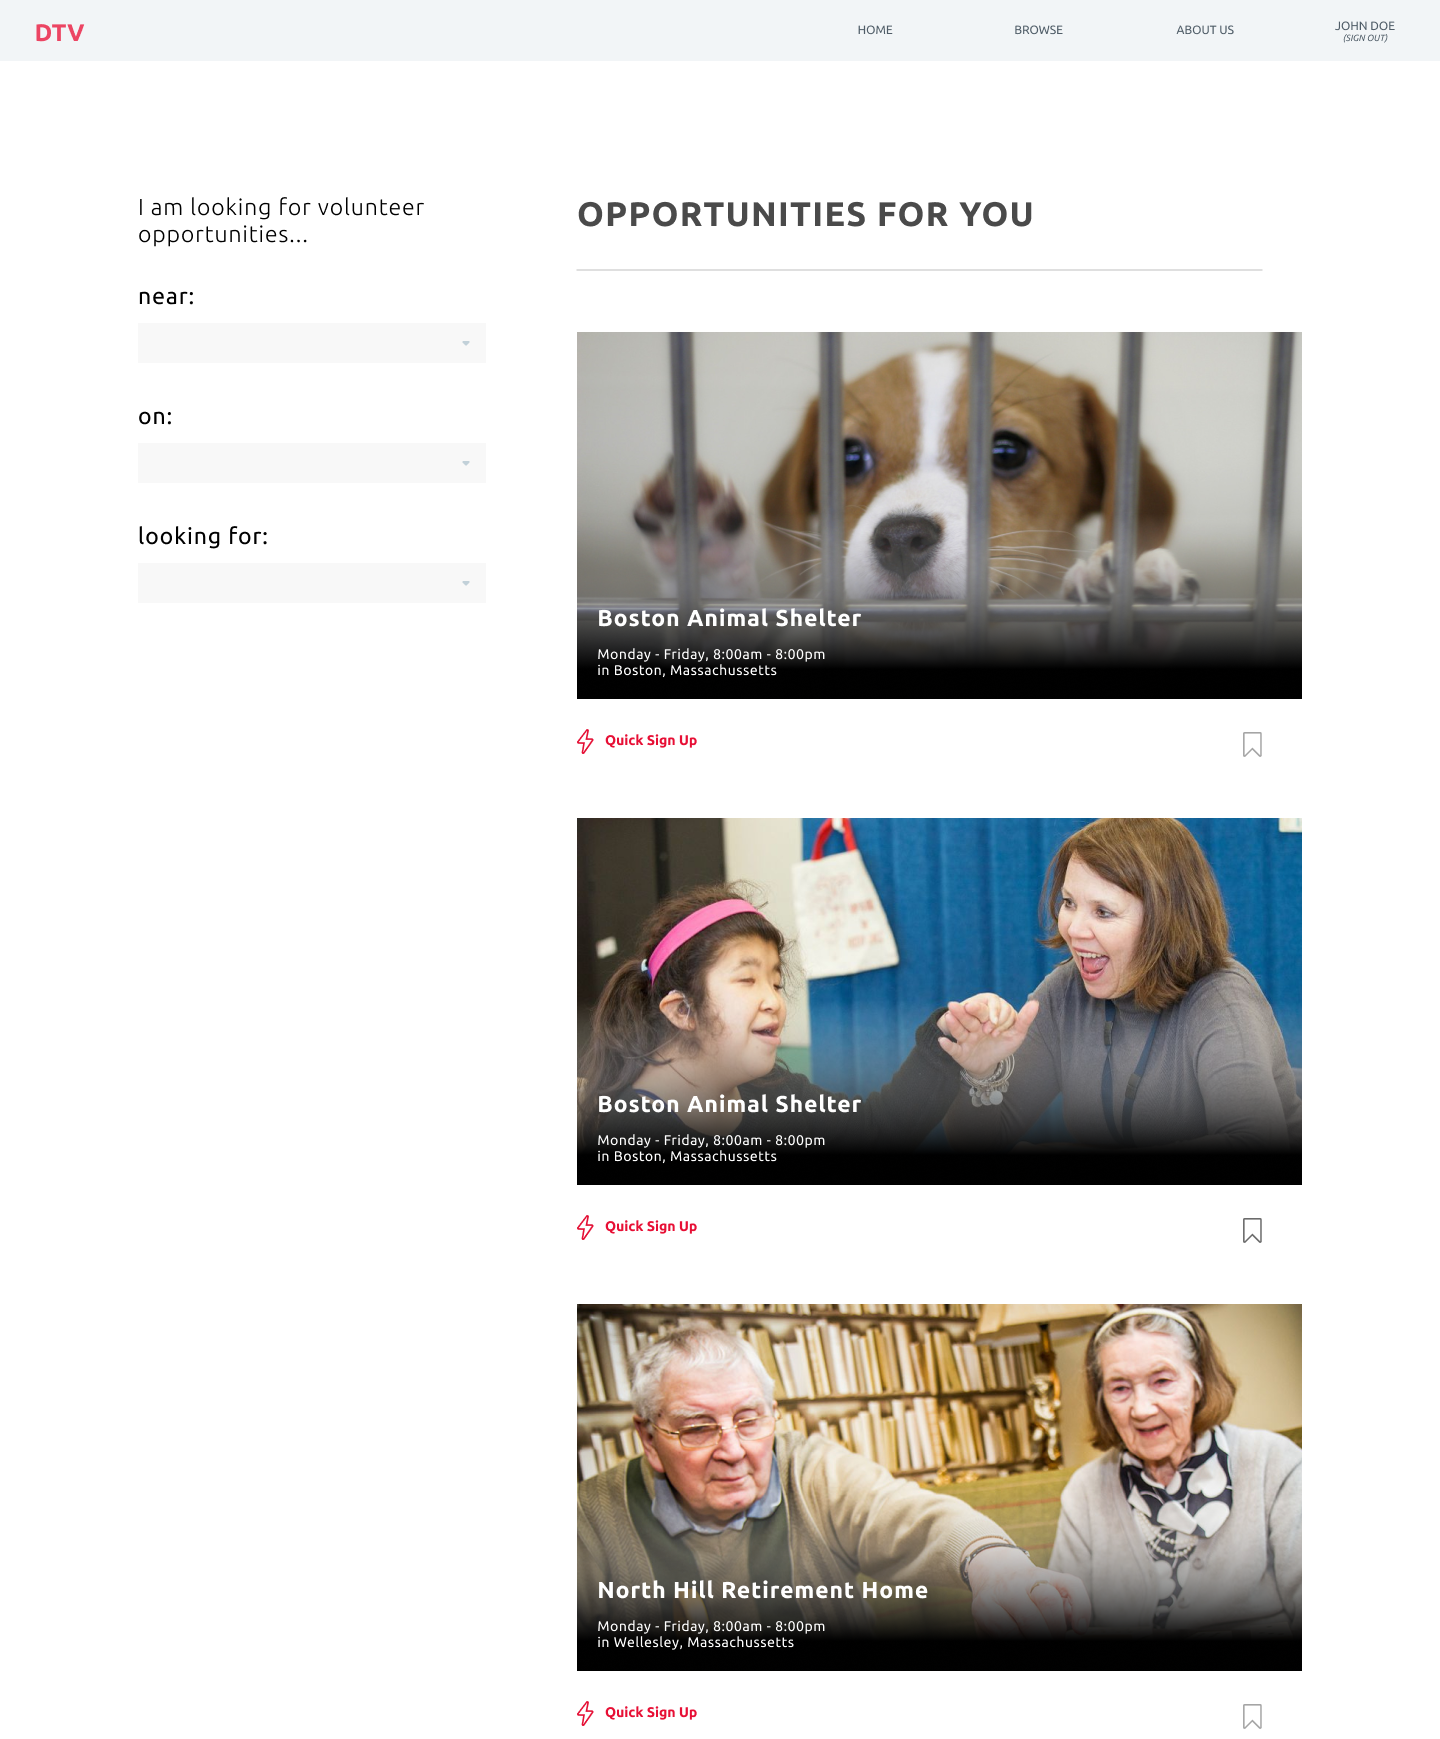 DTV
HOME
BROWSE
ABOUT US
JOHN DOE
(SIGN OUT)
I am looking for volunteer
opportunities...
near:
on:
looking for:
OPPORTUNITIES FOR YOU
Boston Animal Shelter
Monday - Friday, 8:00am - 8:00pm
in Boston, Massachussetts
Quick Sign Up
Boston Animal Shelter
Monday - Friday, 8:00am - 8:00pm
in Boston, Massachussetts
Quick Sign Up
North Hill Retirement Home
Monday - Friday, 8:00am - 8:00pm
in Wellesley, Massachussetts
Quick Sign Up